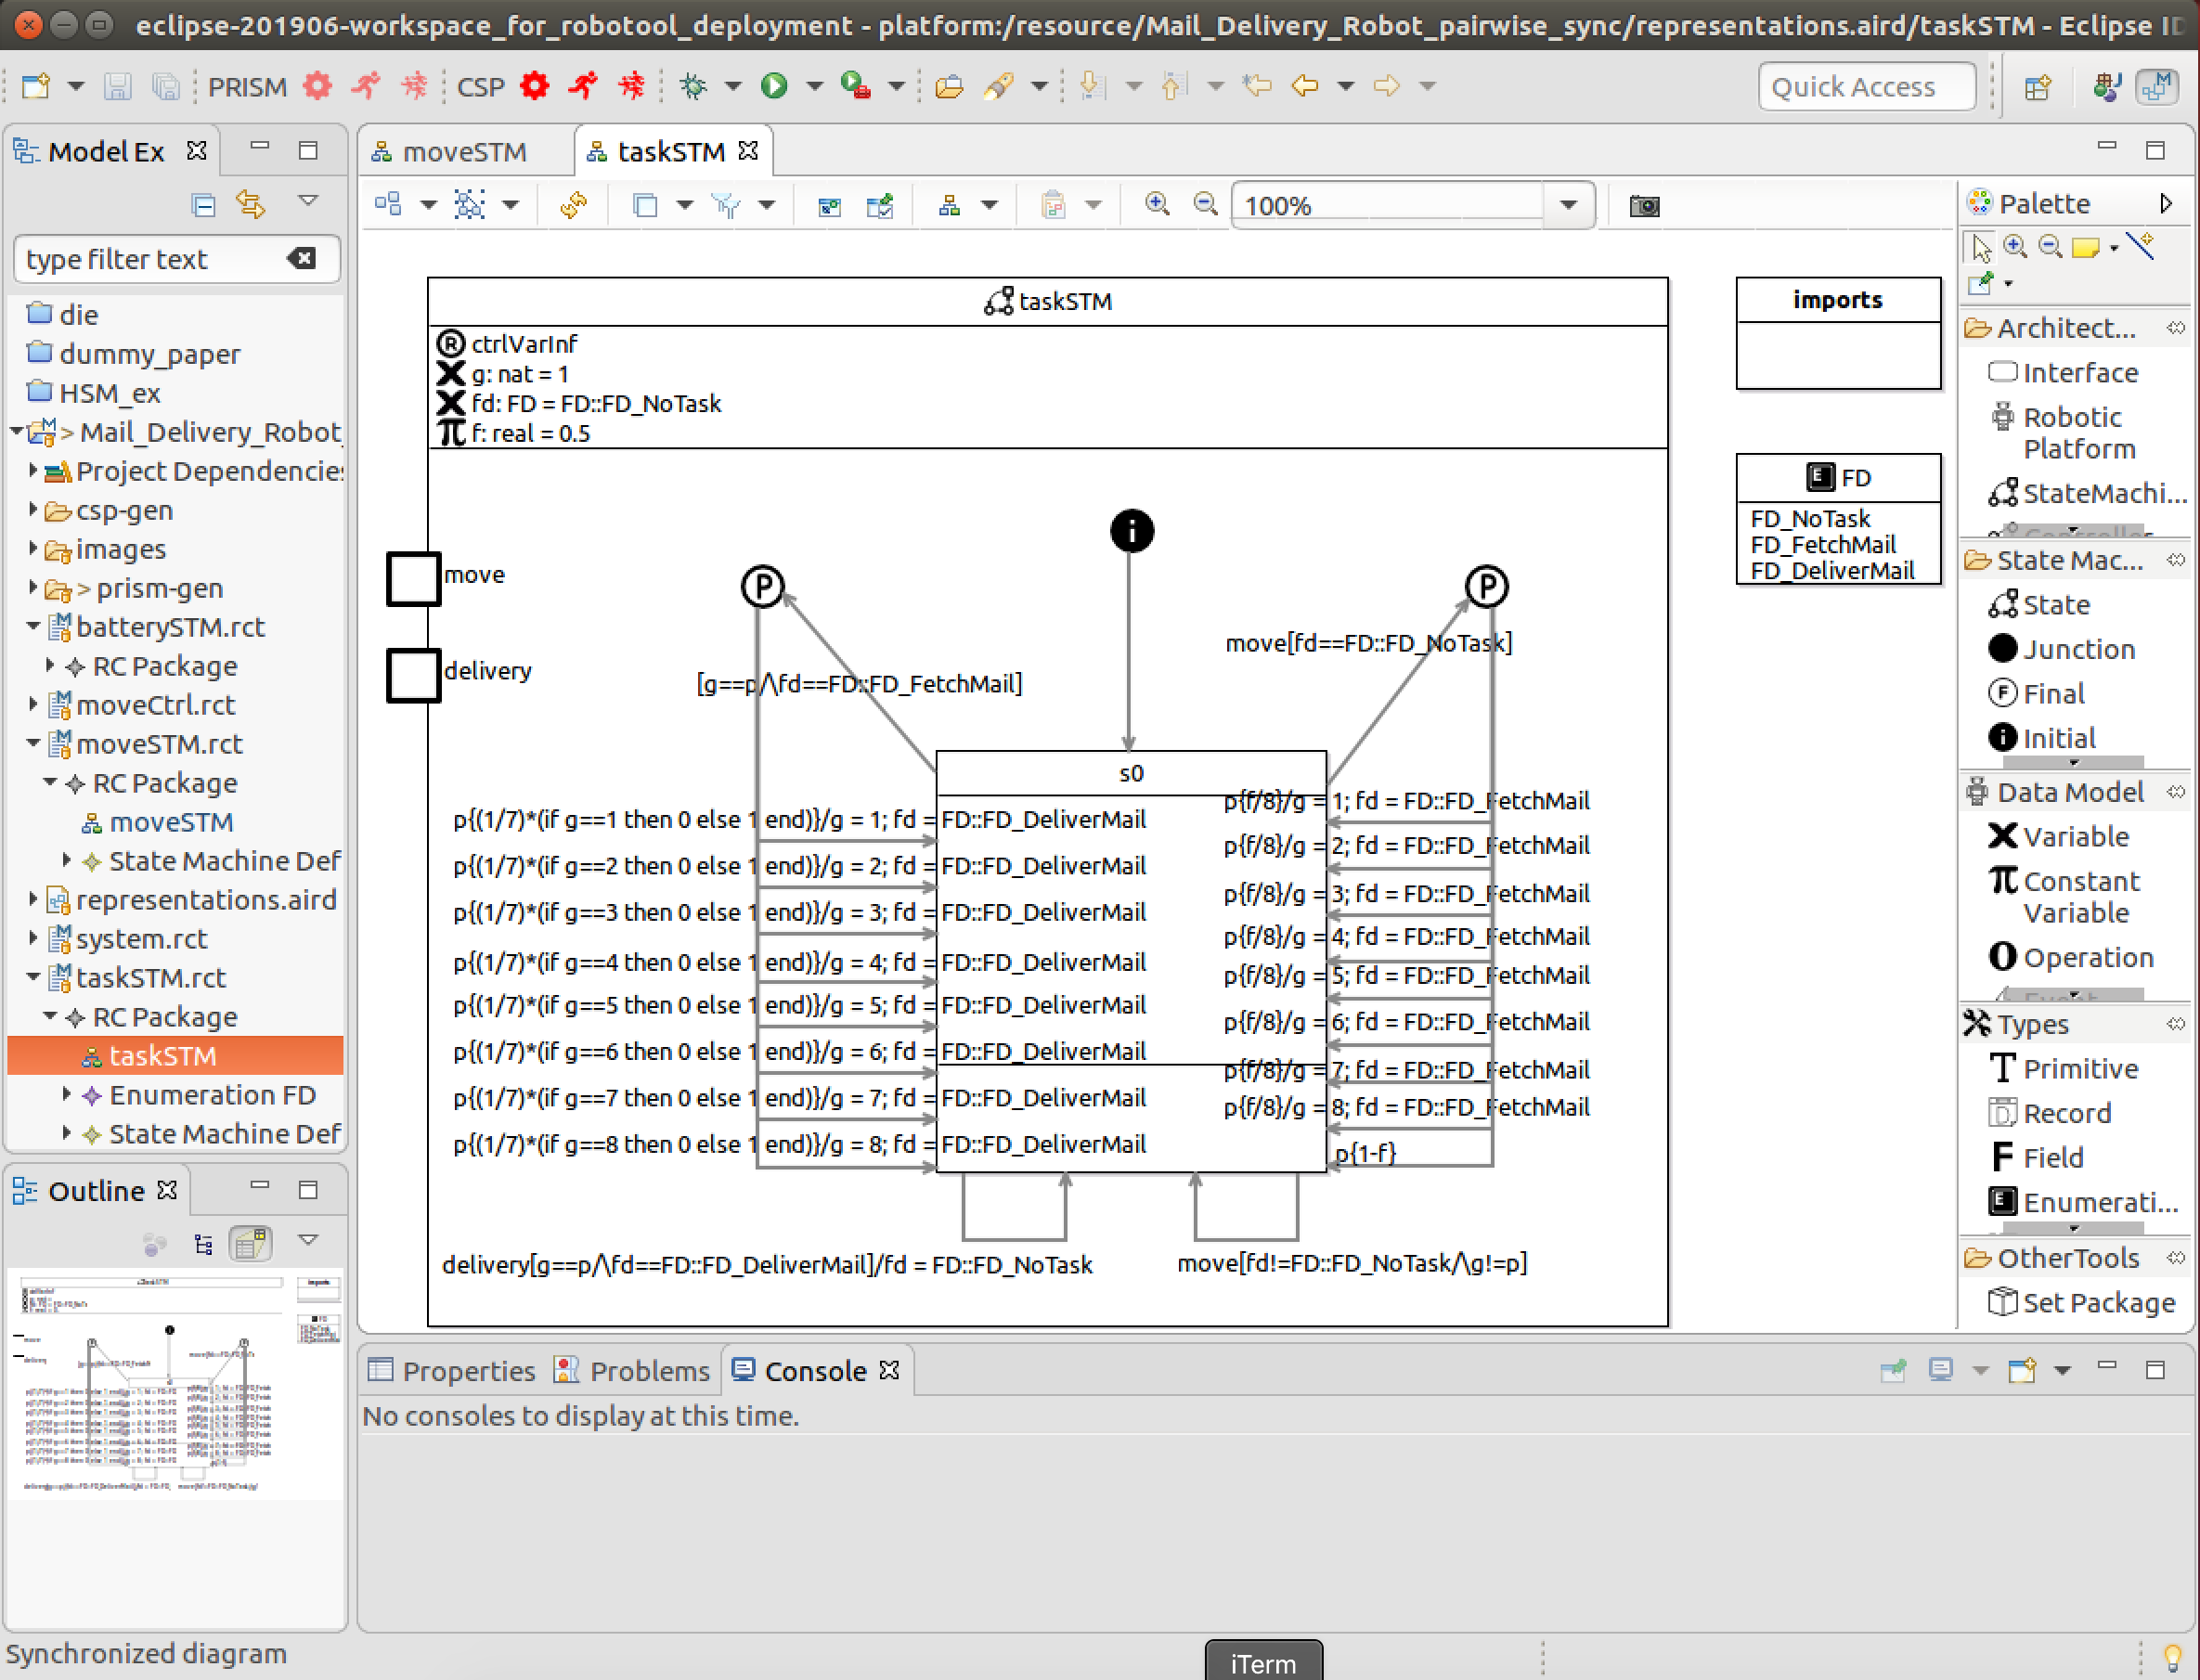 eclipse-201906-workspace_for_robotool_deployment - platform:/resource/Mail_Delivery_Robot_pairwise_sync/representations.aird/taskSTM - Eclipse ID
PRISM
CSP
Quick Access
Model Ex
type filter text
die
dummy_paper
HSM_ex
> Mail_Delivery_Robot_
Project Dependencies
csp-gen
images
> prism-gen
batterySTM.rct
RC Package
moveCtrl.rct
moveSTM.rct
RC Package
moveSTM
State Machine Def
representations.aird
system.rct
taskSTM.rct
RC Package
taskSTM
Enumeration FD
State Machine Def
Outline
moveSTM
taskSTM
100%
taskSTM
R ctrlVarInf
X g: nat = 1
X fd: FD = FD::FD_NoTask
π f: real = 0.5
imports
E FD
FD_NoTask
FD_FetchMail
FD_DeliverMail
move
delivery
i
P
P
move[fd==FD::FD_NoTask]
[g==p/\fd==FD::FD_FetchMail]
s0
p{(1/7)*(if g==1 then 0 else 1 end)}/g = 1; fd = FD::FD_DeliverMail
p{(1/7)*(if g==2 then 0 else 1 end)}/g = 2; fd = FD::FD_DeliverMail
p{(1/7)*(if g==3 then 0 else 1 end)}/g = 3; fd = FD::FD_DeliverMail
p{(1/7)*(if g==4 then 0 else 1 end)}/g = 4; fd = FD::FD_DeliverMail
p{(1/7)*(if g==5 then 0 else 1 end)}/g = 5; fd = FD::FD_DeliverMail
p{(1/7)*(if g==6 then 0 else 1 end)}/g = 6; fd = FD::FD_DeliverMail
p{(1/7)*(if g==7 then 0 else 1 end)}/g = 7; fd = FD::FD_DeliverMail
p{(1/7)*(if g==8 then 0 else 1 end)}/g = 8; fd = FD::FD_DeliverMail
p{f/8}/g = 1; fd = FD::FD_FetchMail
p{f/8}/g = 2; fd = FD::FD_FetchMail
p{f/8}/g = 3; fd = FD::FD_FetchMail
p{f/8}/g = 4; fd = FD::FD_FetchMail
p{f/8}/g = 5; fd = FD::FD_FetchMail
p{f/8}/g = 6; fd = FD::FD_FetchMail
p{f/8}/g = 7; fd = FD::FD_FetchMail
p{f/8}/g = 8; fd = FD::FD_FetchMail
p{1-f}
delivery[g==p/\fd==FD::FD_DeliverMail]/fd = FD::FD_NoTask
move[fd!=FD::FD_NoTask/\g!=p]
Palette
Architect...
Interface
Robotic
Platform
StateMachi...
State Mac...
State
Junction
F Final
i Initial
Data Model
X Variable
π Constant
Variable
O Operation
Types
T Primitive
D Record
F Field
E Enumerati...
OtherTools
Set Package
Properties
Problems
Console
No consoles to display at this time.
Synchronized diagram
iTerm